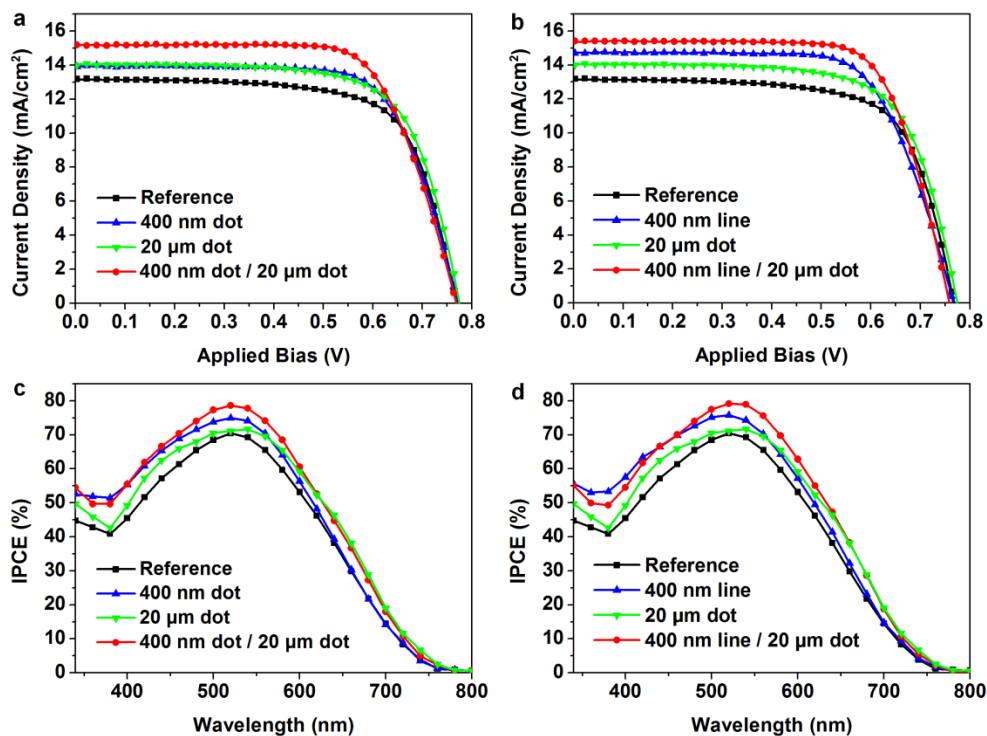 a
16
14
12
10
8
6
4
2
0
Current Density (mA/cm²)
Reference
400 nm dot
20 µm dot
400 nm dot / 20 µm dot
0.0 0.1 0.2 0.3 0.4 0.5 0.6 0.7 0.8
Applied Bias (V)
b
16
14
12
10
8
6
4
2
0
Current Density (mA/cm²)
Reference
400 nm line
20 µm dot
400 nm line / 20 µm dot
0.0 0.1 0.2 0.3 0.4 0.5 0.6 0.7 0.8
Applied Bias (V)
c
80
70
60
50
40
30
20
10
0
IPCE (%)
Reference
400 nm dot
20 µm dot
400 nm dot / 20 µm dot
400 500 600 700 800
Wavelength (nm)
d
80
70
60
50
40
30
20
10
0
IPCE (%)
Reference
400 nm line
20 µm dot
400 nm line / 20 µm dot
400 500 600 700 800
Wavelength (nm)